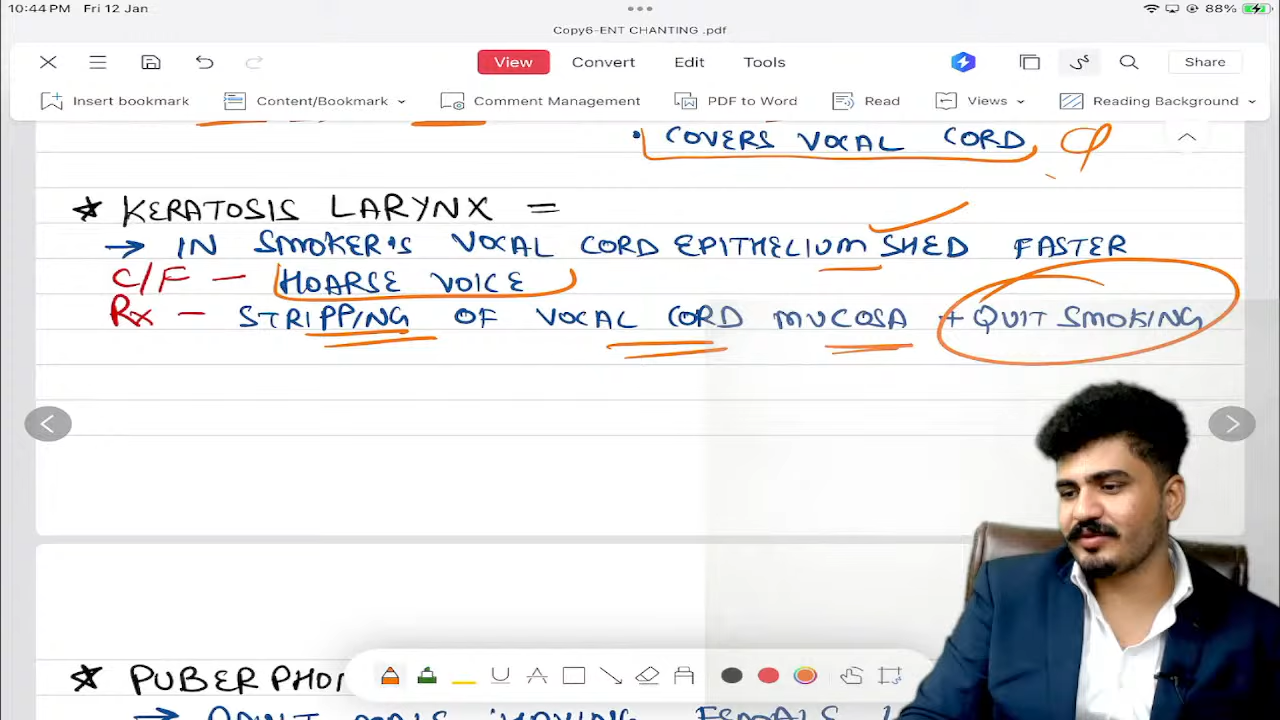 10:44 PM Fri 12 Jan
88%
Copy6-ENT CHANTING .pdf
View Convert Edit Tools
Share
Insert bookmark Content/Bookmark Comment Management PDF to Word Read Views Reading Background
• COVERS VOCAL CORD
★ KERATOSIS LARYNX =
→ IN SMOKER'S VOCAL CORD EPITHELIUM SHED FASTER
C/F - HOARSE VOICE
Rx - STRIPPING OF VOCAL CORD MUCOSA + QUIT SMOKING
★ PUBERPHO